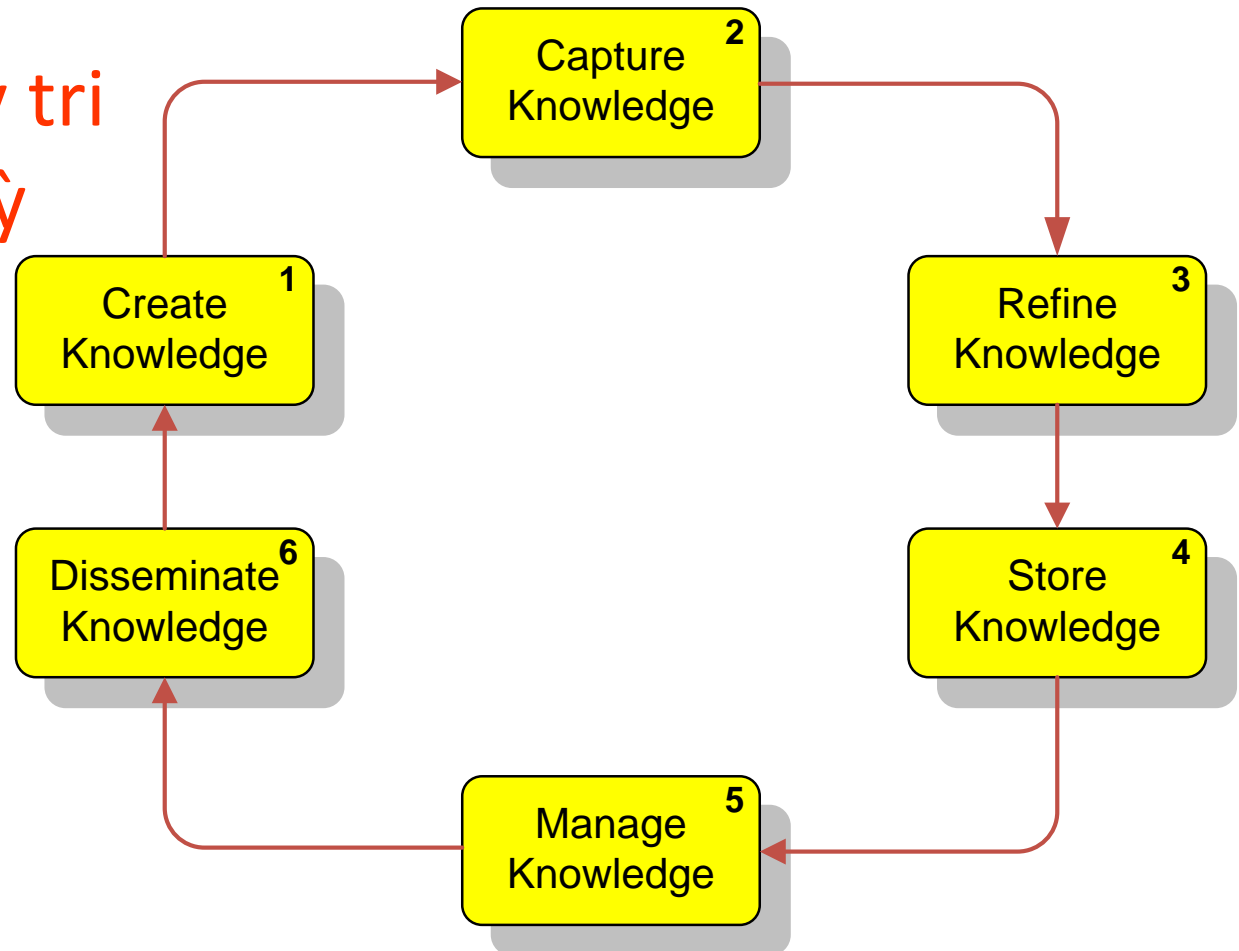 tri
ỳ
2
Capture
Knowledge
1
Create
Knowledge
3
Refine
Knowledge
6
Disseminate
Knowledge
4
Store
Knowledge
5
Manage
Knowledge